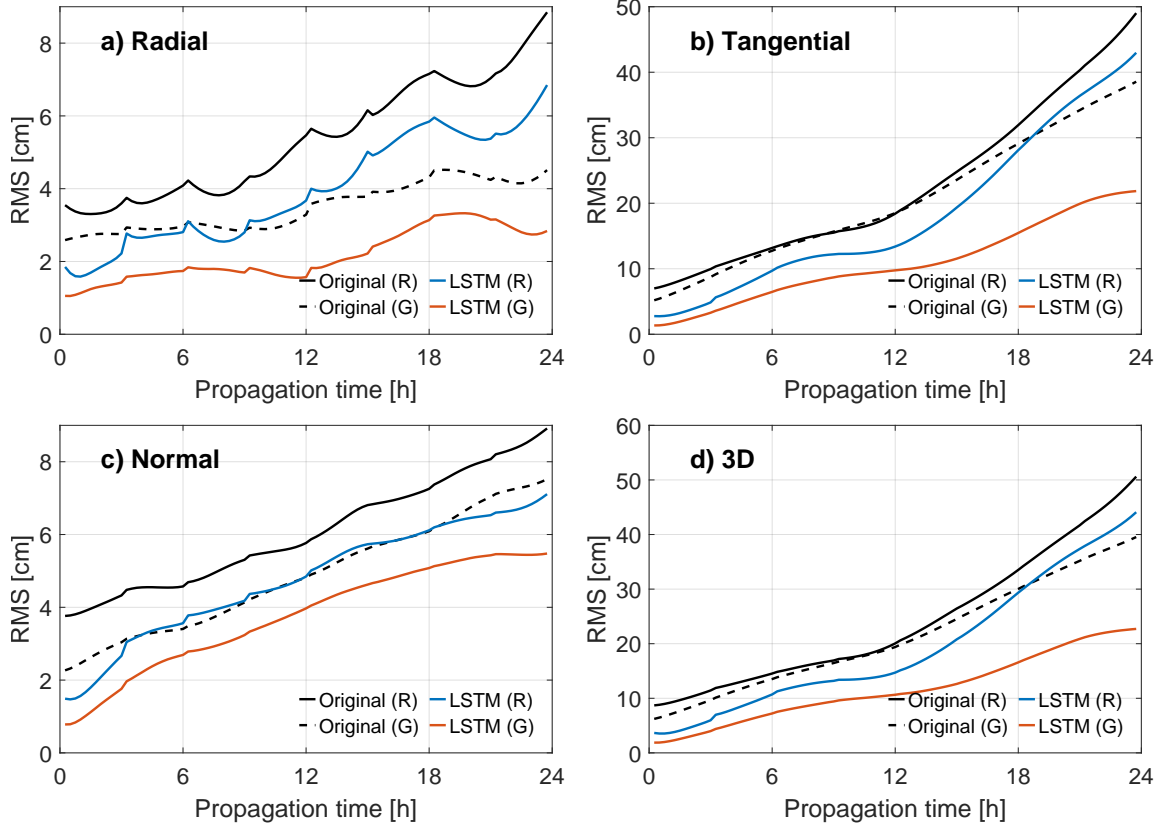 a) Radial
RMS [cm]
8
6
4
2
0
Original (R) LSTM (R)
Original (G) LSTM (G)
0 6 12 18 24
Propagation time [h]
b) Tangential
RMS [cm]
50
40
30
20
10
0
Original (R) LSTM (R)
Original (G) LSTM (G)
0 6 12 18 24
Propagation time [h]
c) Normal
RMS [cm]
8
6
4
2
0
Original (R) LSTM (R)
Original (G) LSTM (G)
0 6 12 18 24
Propagation time [h]
d) 3D
RMS [cm]
60
50
40
30
20
10
0
Original (R) LSTM (R)
Original (G) LSTM (G)
0 6 12 18 24
Propagation time [h]